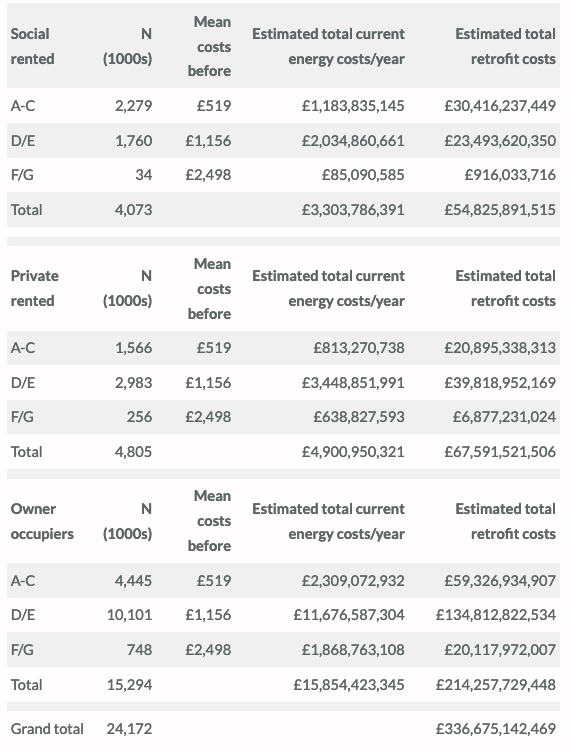 Social rented N (1000s) Mean costs before Estimated total current energy costs/year Estimated total retrofit costs
A-C 2,279 £519 £1,183,835,145 £30,416,237,449
D/E 1,760 £1,156 £2,034,860,661 £23,493,620,350
F/G 34 £2,498 £85,090,585 £916,033,716
Total 4,073 £3,303,786,391 £54,825,891,515
Private rented N (1000s) Mean costs before Estimated total current energy costs/year Estimated total retrofit costs
A-C 1,566 £519 £813,270,738 £20,895,338,313
D/E 2,983 £1,156 £3,448,851,991 £39,818,952,169
F/G 256 £2,498 £638,827,593 £6,877,231,024
Total 4,805 £4,900,950,321 £67,591,521,506
Owner occupiers N (1000s) Mean costs before Estimated total current energy costs/year Estimated total retrofit costs
A-C 4,445 £519 £2,309,072,932 £59,326,934,907
D/E 10,101 £1,156 £11,676,587,304 £134,812,822,534
F/G 748 £2,498 £1,868,763,108 £20,117,972,007
Total 15,294 £15,854,423,345 £214,257,729,448
Grand total 24,172 £336,675,142,469